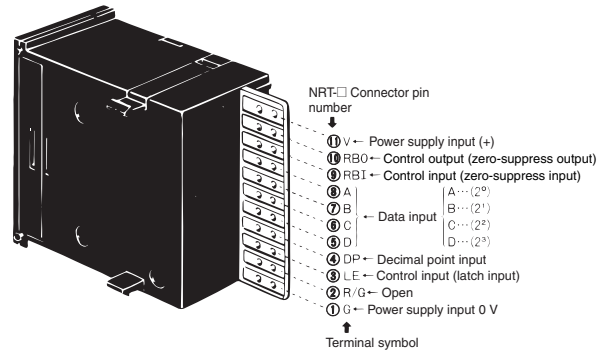 NRT-□ Connector pin
number
⑪ V ← Power supply input (+)
⑩ RBO ← Control output (zero-suppress output)
⑨ RBI ← Control input (zero-suppress input)
⑧ A A···(2⁰)
⑦ B B···(2¹)
← Data input
⑥ C C···(2²)
⑤ D D···(2³)
④ DP ← Decimal point input
③ LE ← Control input (latch input)
② R/G ← Open
① G ← Power supply input 0 V
Terminal symbol